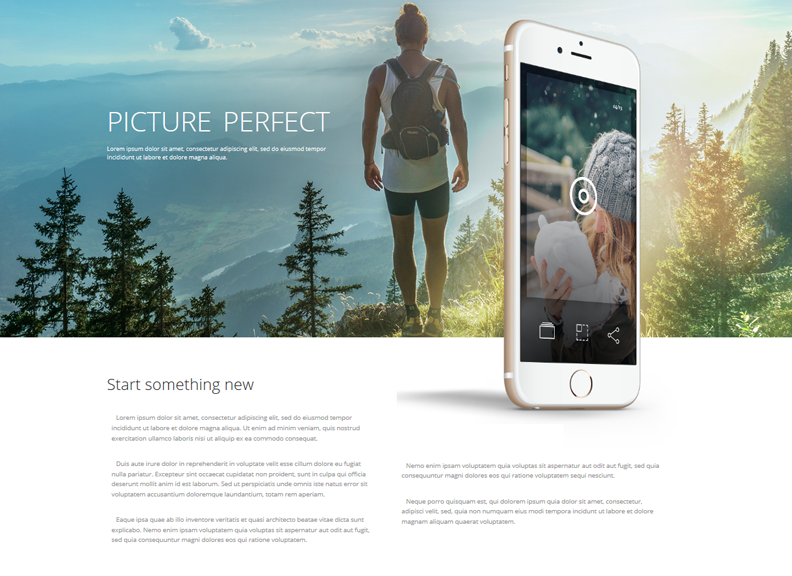 PICTURE PERFECT
Lorem ipsum dolor sit amet, consectetur adipiscing elit, sed do eiusmod tempor
incididunt ut labore et dolore magna aliqua.
Start something new
Lorem ipsum dolor sit amet, consectetur adipiscing elit, sed do eiusmod tempor
incididunt ut labore et dolore magna aliqua. Ut enim ad minim veniam, quis nostrud
exercitation ullamco laboris nisi ut aliquip ex ea commodo consequat.
Duis aute irure dolor in reprehenderit in voluptate velit esse cillum dolore eu fugiat
nulla pariatur. Excepteur sint occaecat cupidatat non proident, sunt in culpa qui officia
deserunt mollit anim id est laborum. Sed ut perspiciatis unde omnis iste natus error sit
voluptatem accusantium doloremque laudantium, totam rem aperiam.
Eaque ipsa quae ab illo inventore veritatis et quasi architecto beatae vitae dicta sunt
explicabo. Nemo enim ipsam voluptatem quia voluptas sit aspernatur aut odit aut fugit,
sed quia consequuntur magni dolores eos qui ratione voluptatem.
Nemo enim ipsam voluptatem quia voluptas sit aspernatur aut odit aut fugit, sed quia
consequuntur magni dolores eos qui ratione voluptatem sequi nesciunt.
Neque porro quisquam est, qui dolorem ipsum quia dolor sit amet, consectetur,
adipisci velit, sed, quia non numquam eius modi tempora incidunt ut labore et dolore
magnam aliquam quaerat voluptatem.